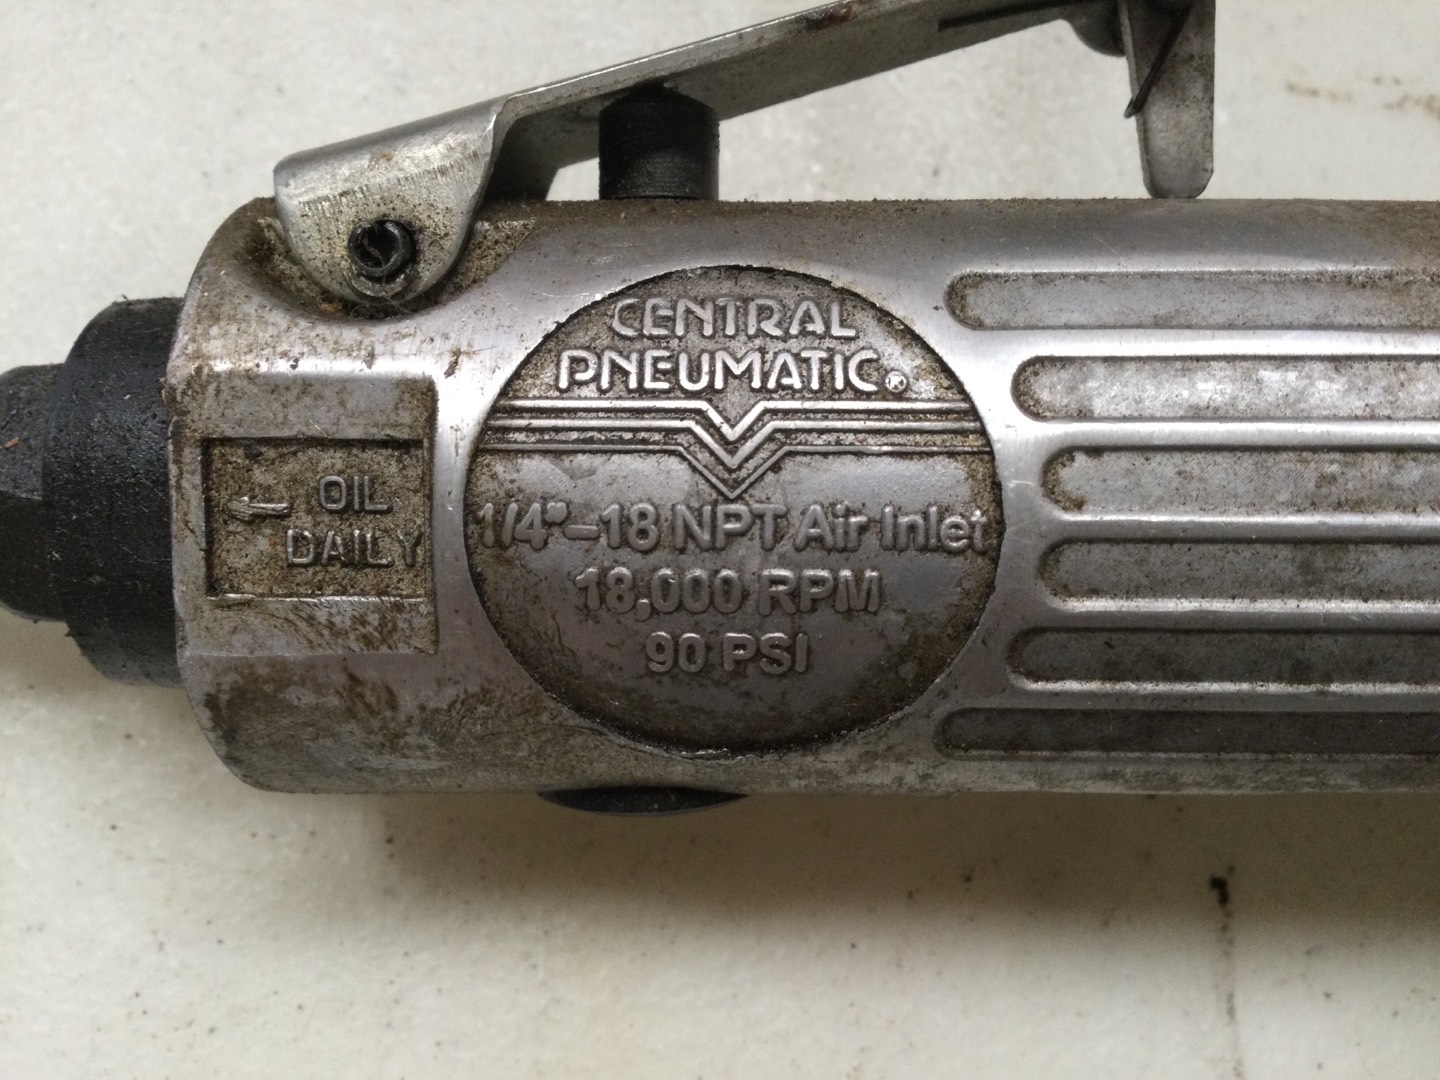 CENTRAL
PNEUMATIC®
← OIL
DAILY
1/4"-18 NPT Air Inlet
18,000 RPM
90 PSI